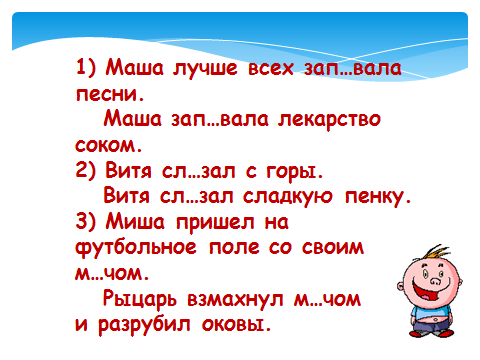 1) Маша лучше всех зап…вала
песни.
Маша зап…вала лекарство
соком.
2) Витя сл…зал с горы.
Витя сл…зал сладкую пенку.
3) Миша пришел на
футбольное поле со своим
м…чом.
Рыцарь взмахнул м…чом
и разрубил оковы.